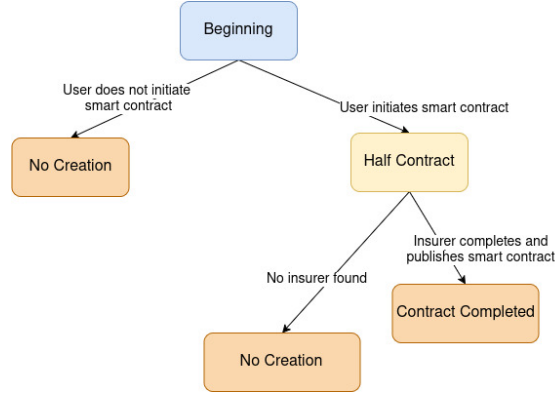 Beginning
User does not initiate
smart contract
User initiates smart contract
No Creation
Half Contract
Insurer completes and
publishes smart contract
No insurer found
Contract Completed
No Creation